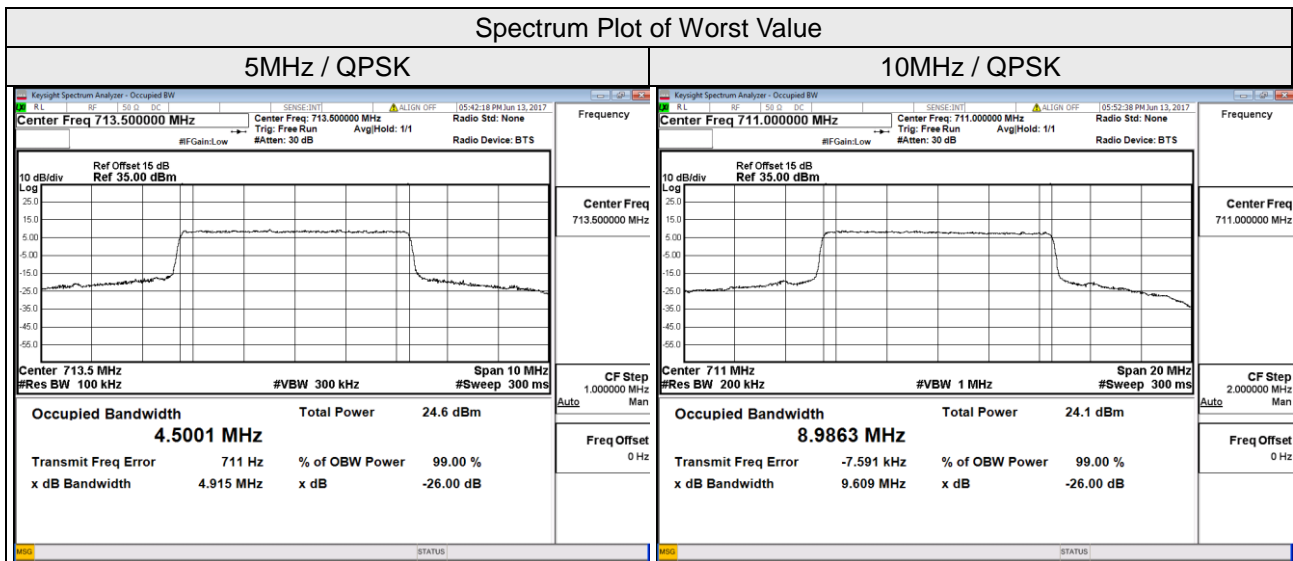 Spectrum Plot of Worst Value
5MHz / QPSK
10MHz / QPSK
Keysight Spectrum Analyzer - Occupied BW
LXI RL RF 50 Ω DC SENSE:INT ALIGN OFF 05:42:18 PM Jun 13, 2017
Center Freq 713.500000 MHz
Center Freq: 713.500000 MHz
Radio Std: None
Trig: Free Run Avg|Hold: 1/1
#IFGain:Low #Atten: 30 dB Radio Device: BTS
Ref Offset 15 dB
10 dB/div Ref 35.00 dBm
Log
25.0
15.0
5.00
-5.00
-15.0
-25.0
-35.0
-45.0
-55.0
Center 713.5 MHz Span 10 MHz
#Res BW 100 kHz #VBW 300 kHz #Sweep 300 ms
Occupied Bandwidth Total Power 24.6 dBm
4.5001 MHz
Transmit Freq Error 711 Hz % of OBW Power 99.00 %
x dB Bandwidth 4.915 MHz x dB -26.00 dB
MSG STATUS
Frequency
Center Freq
713.500000 MHz
CF Step
1.000000 MHz
Auto Man
Freq Offset
0 Hz
Keysight Spectrum Analyzer - Occupied BW
LXI RL RF 50 Ω DC SENSE:INT ALIGN OFF 05:52:38 PM Jun 13, 2017
Center Freq 711.000000 MHz
Center Freq: 711.000000 MHz
Radio Std: None
Trig: Free Run Avg|Hold: 1/1
#IFGain:Low #Atten: 30 dB Radio Device: BTS
Ref Offset 15 dB
10 dB/div Ref 35.00 dBm
Log
25.0
15.0
5.00
-5.00
-15.0
-25.0
-35.0
-45.0
-55.0
Center 711 MHz Span 20 MHz
#Res BW 200 kHz #VBW 1 MHz #Sweep 300 ms
Occupied Bandwidth Total Power 24.1 dBm
8.9863 MHz
Transmit Freq Error -7.591 kHz % of OBW Power 99.00 %
x dB Bandwidth 9.609 MHz x dB -26.00 dB
MSG STATUS
Frequency
Center Freq
711.000000 MHz
CF Step
2.000000 MHz
Auto Man
Freq Offset
0 Hz